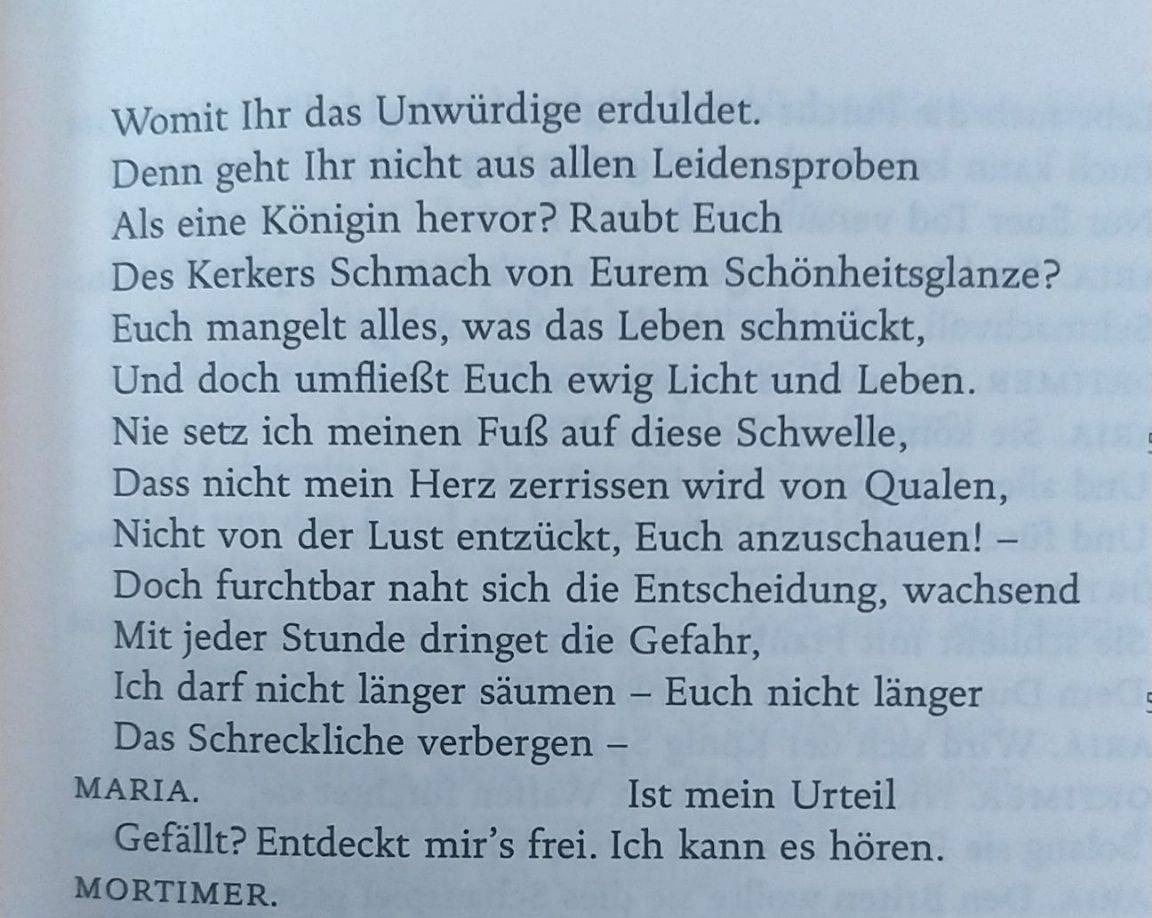 Womit Ihr das Unwürdige erduldet.
Denn geht Ihr nicht aus allen Leidensproben
Als eine Königin hervor? Raubt Euch
Des Kerkers Schmach von Eurem Schönheitsglanze?
Euch mangelt alles, was das Leben schmückt,
Und doch umfließt Euch ewig Licht und Leben.
Nie setz ich meinen Fuß auf diese Schwelle,
Dass nicht mein Herz zerrissen wird von Qualen,
Nicht von der Lust entzückt, Euch anzuschauen! –
Doch furchtbar naht sich die Entscheidung, wachsend
Mit jeder Stunde dringet die Gefahr,
Ich darf nicht länger säumen – Euch nicht länger
Das Schreckliche verbergen –
MARIA. Ist mein Urteil
Gefällt? Entdeckt mir's frei. Ich kann es hören.
MORTIMER.